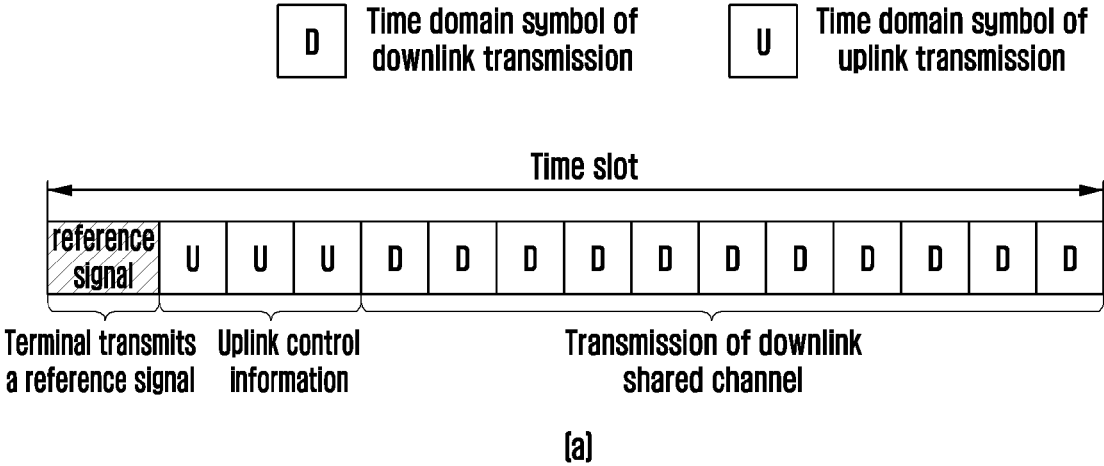 D
Time domain symbol of
downlink transmission
U
Time domain symbol of
uplink transmission
Time slot
reference
signal
U U U D D D D D D D D D D D
Terminal transmits
a reference signal
Uplink control
information
Transmission of downlink
shared channel
(a)